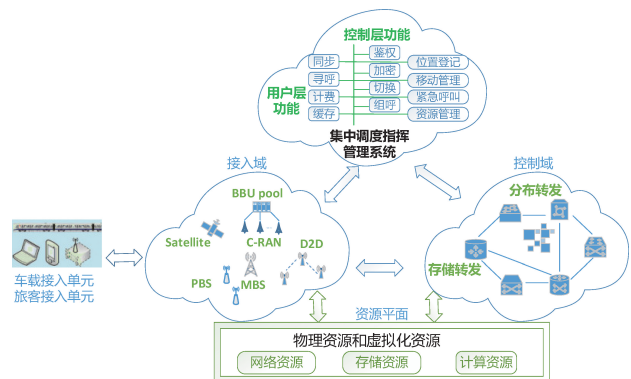 控制层功能
同步
鉴权
位置登记
寻呼
加密
移动管理
用户层
功能
计费
切换
紧急呼叫
缓存
组呼
资源管理
集中调度指挥
管理系统
接入域
控制域
BBU pool
分布转发
Satellite
C-RAN
D2D
存储转发
PBS
MBS
车载接入单元
旅客接入单元
资源平面
物理资源和虚拟化资源
网络资源
存储资源
计算资源